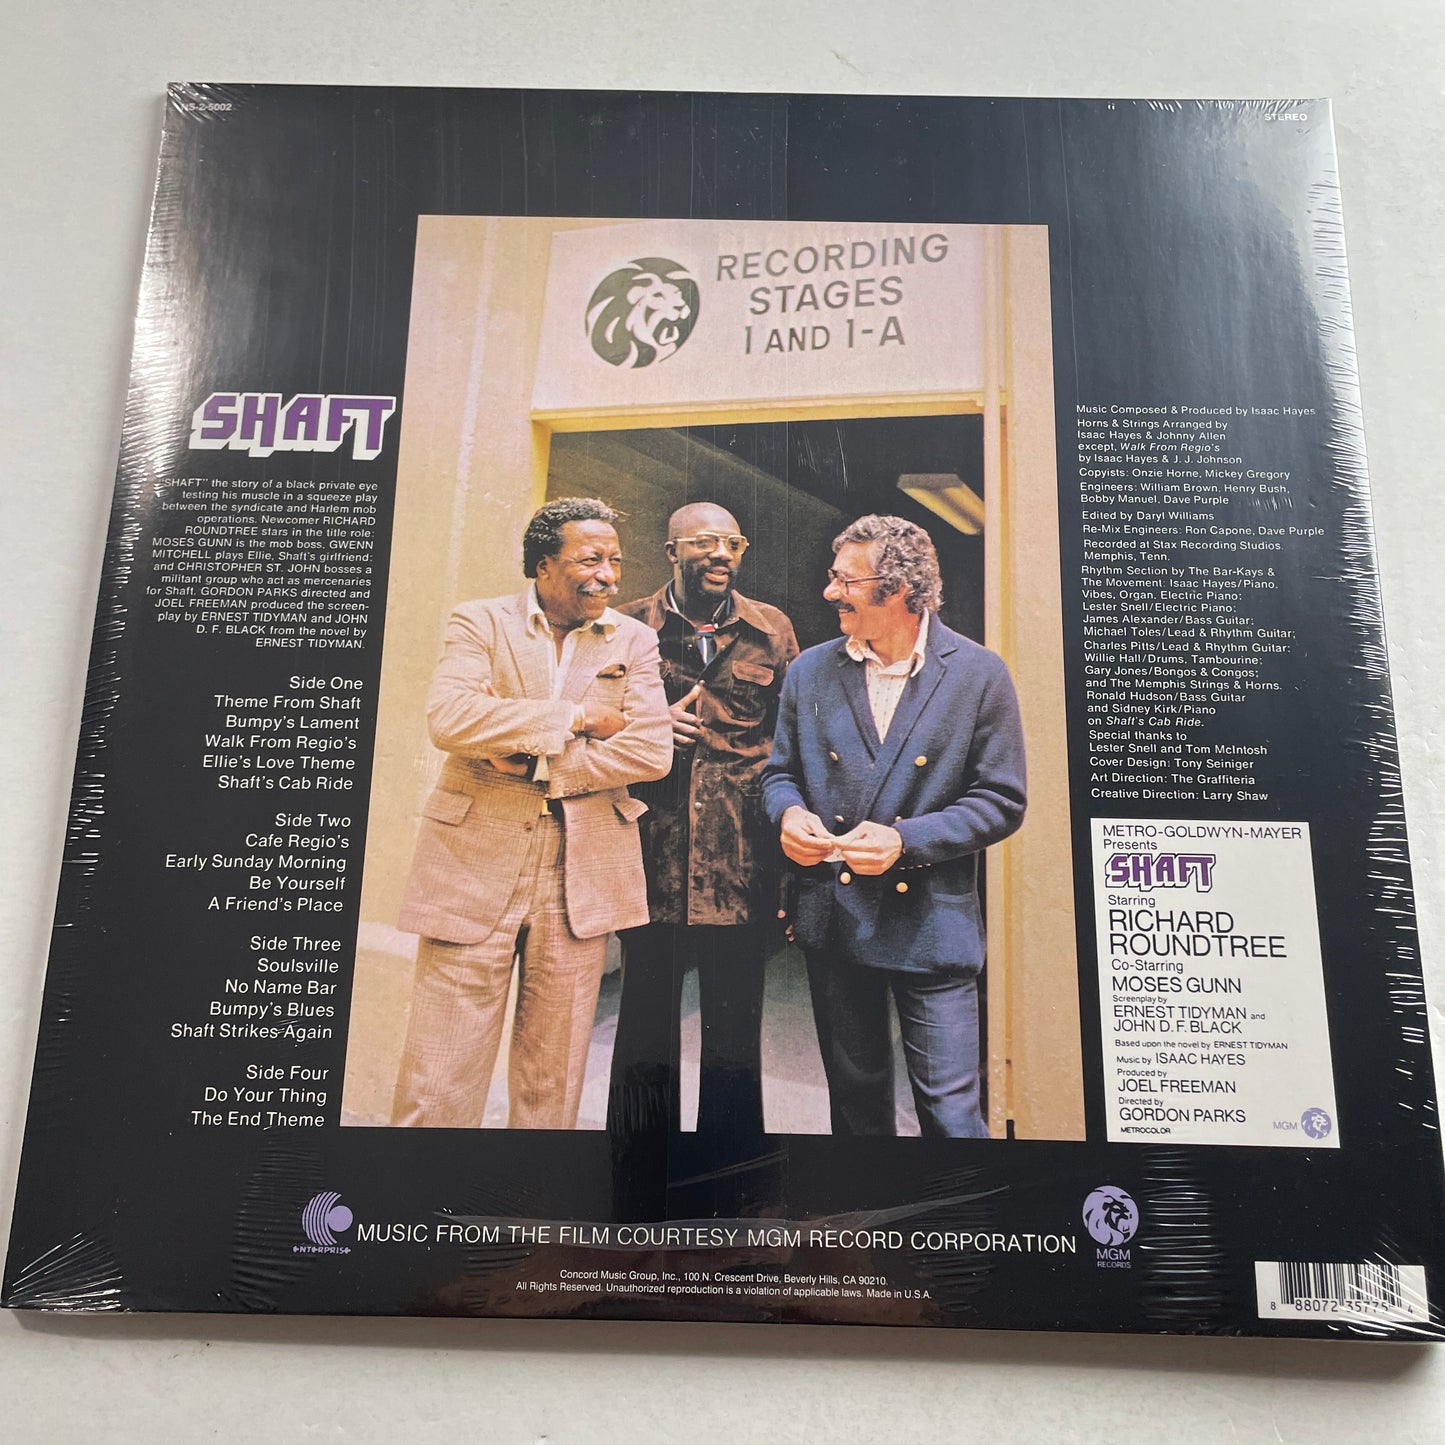 NS-2-5002
STEREO
RECORDING
STAGES
1 AND 1-A
SHAFT
"SHAFT" the story of a black private eye
testing his muscle in a squeeze play
between the syndicate and Harlem mob
operations. Newcomer RICHARD
ROUNDTREE stars in the title role:
MOSES GUNN is the mob boss, GWENN
MITCHELL plays Ellie, Shaft's girlfriend;
and CHRISTOPHER ST. JOHN bosses a
militant group who act as mercenaries
for Shaft. GORDON PARKS directed and
JOEL FREEMAN produced the screen-
play by ERNEST TIDYMAN and JOHN
D. F. BLACK from the novel by
ERNEST TIDYMAN.
Side One
Theme From Shaft
Bumpy's Lament
Walk From Regio's
Ellie's Love Theme
Shaft's Cab Ride
Side Two
Cafe Regio's
Early Sunday Morning
Be Yourself
A Friend's Place
Side Three
Soulsville
No Name Bar
Bumpy's Blues
Shaft Strikes Again
Side Four
Do Your Thing
The End Theme
Music Composed & Produced by Isaac Hayes
Horns & Strings Arranged by
Isaac Hayes & Johnny Allen
except, Walk From Regio's
by Isaac Hayes & J. J. Johnson
Copyists: Onzie Horne, Mickey Gregory
Engineers: William Brown, Henry Bush,
Bobby Manuel, Dave Purple
Edited by Daryl Williams
Re-Mix Engineers: Ron Capone, Dave Purple
Recorded at Stax Recording Studios.
Memphis, Tenn.
Rhythm Section by The Bar-Kays &
The Movement: Isaac Hayes/Piano,
Vibes, Organ, Electric Piano;
Lester Snell/Electric Piano;
James Alexander/Bass Guitar;
Michael Toles/Lead & Rhythm Guitar;
Charles Pitts/Lead & Rhythm Guitar;
Willie Hall/Drums, Tambourine;
Gary Jones/Bongos & Congos;
and The Memphis Strings & Horns.
Ronald Hudson/Bass Guitar
and Sidney Kirk/Piano
on Shaft's Cab Ride.
Special thanks to
Lester Snell and Tom McIntosh
Cover Design: Tony Seiniger
Art Direction: The Graffiteria
Creative Direction: Larry Shaw
METRO-GOLDWYN-MAYER
Presents
SHAFT
Starring
RICHARD
ROUNDTREE
Co-Starring
MOSES GUNN
Screenplay by
ERNEST TIDYMAN and
JOHN D. F. BLACK
Based upon the novel by ERNEST TIDYMAN
Music by ISAAC HAYES
Produced by
JOEL FREEMAN
Directed by
GORDON PARKS
METROCOLOR
MGM
ENTERPRISE
MUSIC FROM THE FILM COURTESY MGM RECORD CORPORATION
MGM
RECORDS
Concord Music Group, Inc., 100 N. Crescent Drive, Beverly Hills, CA 90210.
All Rights Reserved. Unauthorized reproduction is a violation of applicable laws. Made in U.S.A.
8 88072 35775 4